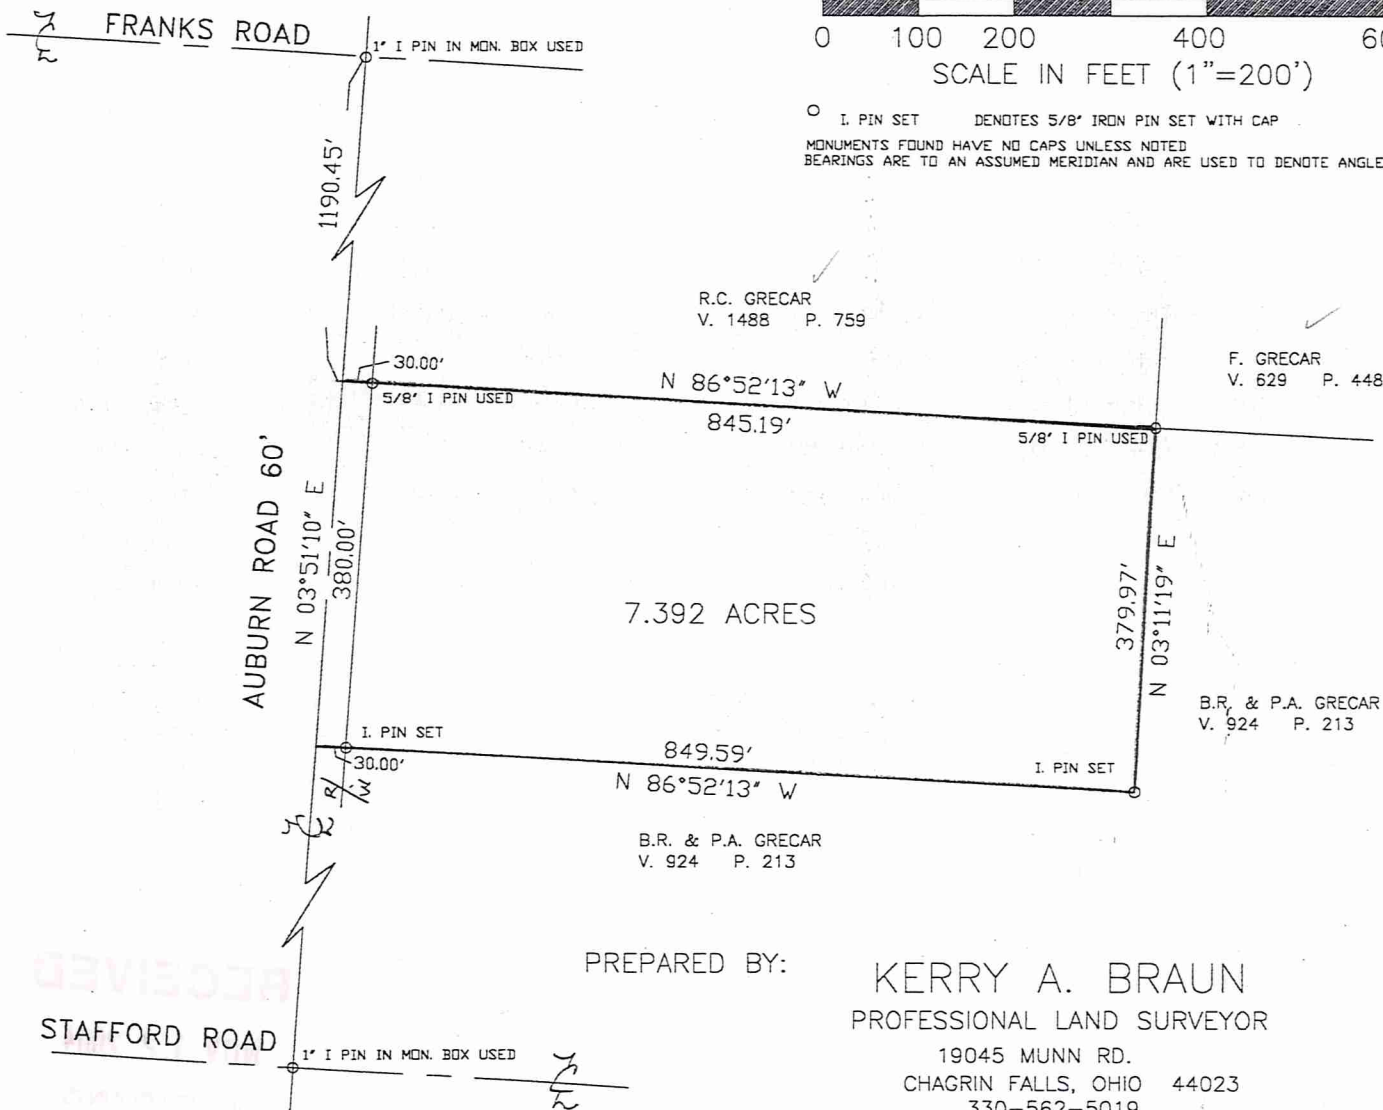 FRANKS ROAD
1" I PIN IN MON. BOX USED
0 100 200 400
SCALE IN FEET (1"=200')
I. PIN SET DENOTES 5/8" IRON PIN SET WITH CAP
MONUMENTS FOUND HAVE NO CAPS UNLESS NOTED
BEARINGS ARE TO AN ASSUMED MERIDIAN AND ARE USED TO DENOTE ANGLE
1190.45'
R.C. GRECAR
V. 1488 P. 759
F. GRECAR
V. 629 P. 448
30.00'
5/8" I PIN USED
N 86°52'13" W
845.19'
5/8" I PIN USED
AUBURN ROAD 60'
N 03°51'10" E
380.00'
7.392 ACRES
379.97'
N 03°11'19" E
B.R. & P.A. GRECAR
V. 924 P. 213
I. PIN SET
30.00'
R/W
849.59'
N 86°52'13" W
I. PIN SET
B.R. & P.A. GRECAR
V. 924 P. 213
PREPARED BY:
KERRY A. BRAUN
PROFESSIONAL LAND SURVEYOR
19045 MUNN RD.
CHAGRIN FALLS, OHIO 44023
330-562-5019
RECEIVED
STAFFORD ROAD
1" I PIN IN MON. BOX USED